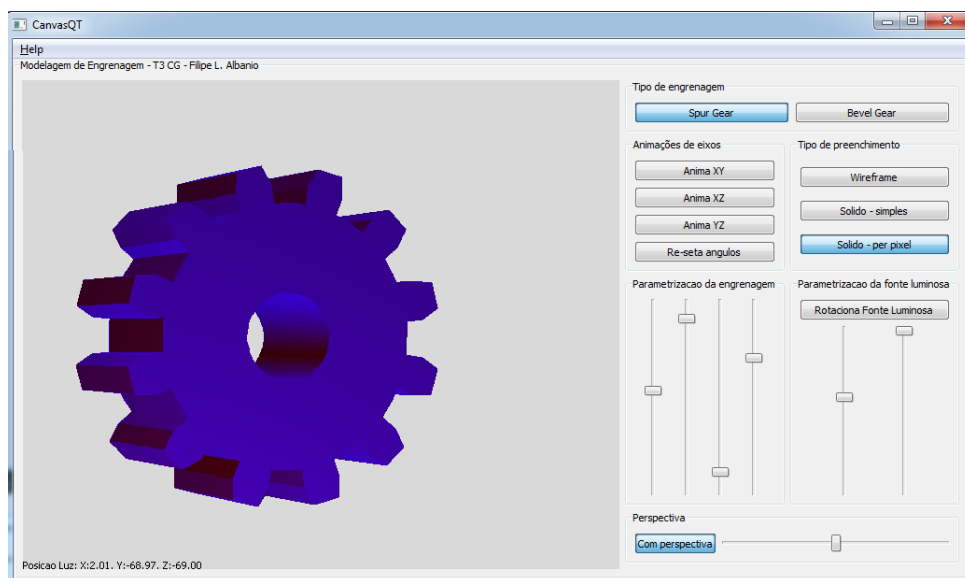 CanvasQT
Help
Modelagem de Engrenagem - T3 CG - Filipe L. Albanio
Tipo de engrenagem
Spur Gear
Bevel Gear
Animações de eixos
Anima XY
Anima XZ
Anima YZ
Re-seta angulos
Tipo de preenchimento
Wireframe
Solido - simples
Solido - per pixel
Parametrizacao da engrenagem
Parametrizacao da fonte luminosa
Rotaciona Fonte Luminosa
Perspectiva
Com perspectiva
Posicao Luz: X:2.01. Y:-68.97. Z:-69.00